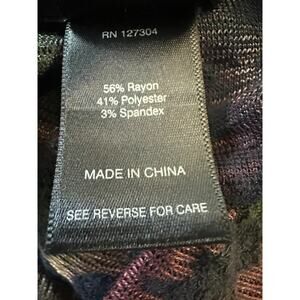 RN 127304
56% Rayon
41% Polyester
3% Spandex
MADE IN CHINA
SEE REVERSE FOR CARE